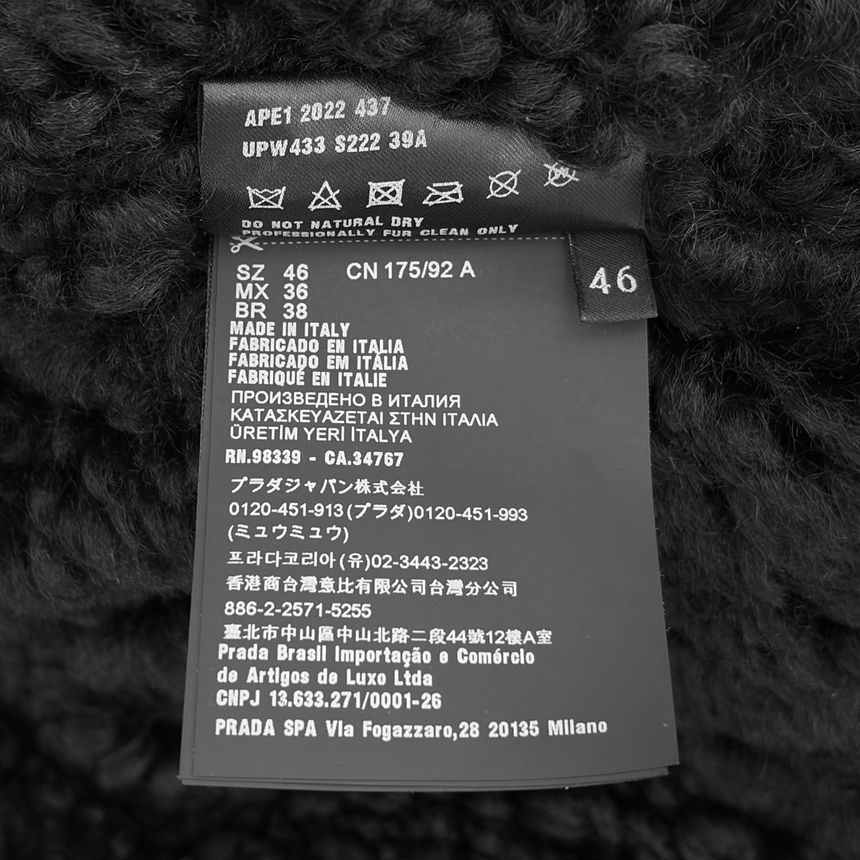 APE1 2022 437
UPW433 S222 39A
DO NOT NATURAL DRY
PROFESSIONALLY FUR CLEAN ONLY
46
SZ 46 CN 175/92 A
MX 36
BR 38
MADE IN ITALY
FABRICADO EN ITALIA
FABRICADO EM ITÁLIA
FABRIQUÉ EN ITALIE
ПРОИЗВЕДЕНО В ИТАЛИЯ
ΚΑΤΑΣΚΕΥΑΖΕΤΑΙ ΣΤΗΝ ΙΤΑΛΙΑ
ÜRETİM YERİ İTALYA
RN.98339 - CA.34767
プラダジャパン株式会社
0120-451-913(プラダ)0120-451-993
(ミュウミュウ)
프라다코리아(유)02-3443-2323
香港商台灣意比有限公司台灣分公司
886-2-2571-5255
臺北市中山區中山北路二段44號12樓A室
Prada Brasil Importação e Comércio
de Artigos de Luxo Ltda
CNPJ 13.633.271/0001-26
PRADA SPA Via Fogazzaro,28 20135 Milano